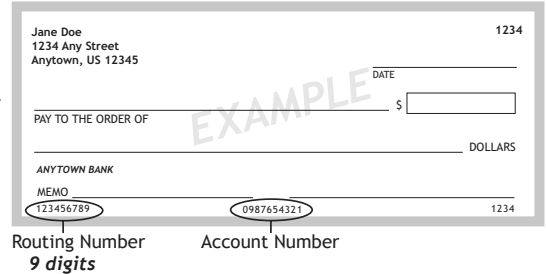 Jane Doe 1234
1234 Any Street
Anytown, US 12345
DATE
EXAMPLE
$
PAY TO THE ORDER OF
DOLLARS
ANYTOWN BANK
MEMO
123456789 0987654321 1234
Routing Number Account Number
9 digits